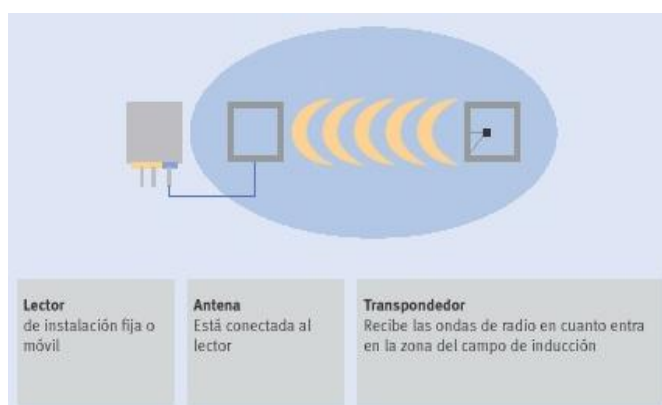 Lector
de instalación fija o
móvil
Antena
Está conectada al
lector
Transpondedor
Recibe las ondas de radio en cuanto entra
en la zona del campo de inducción